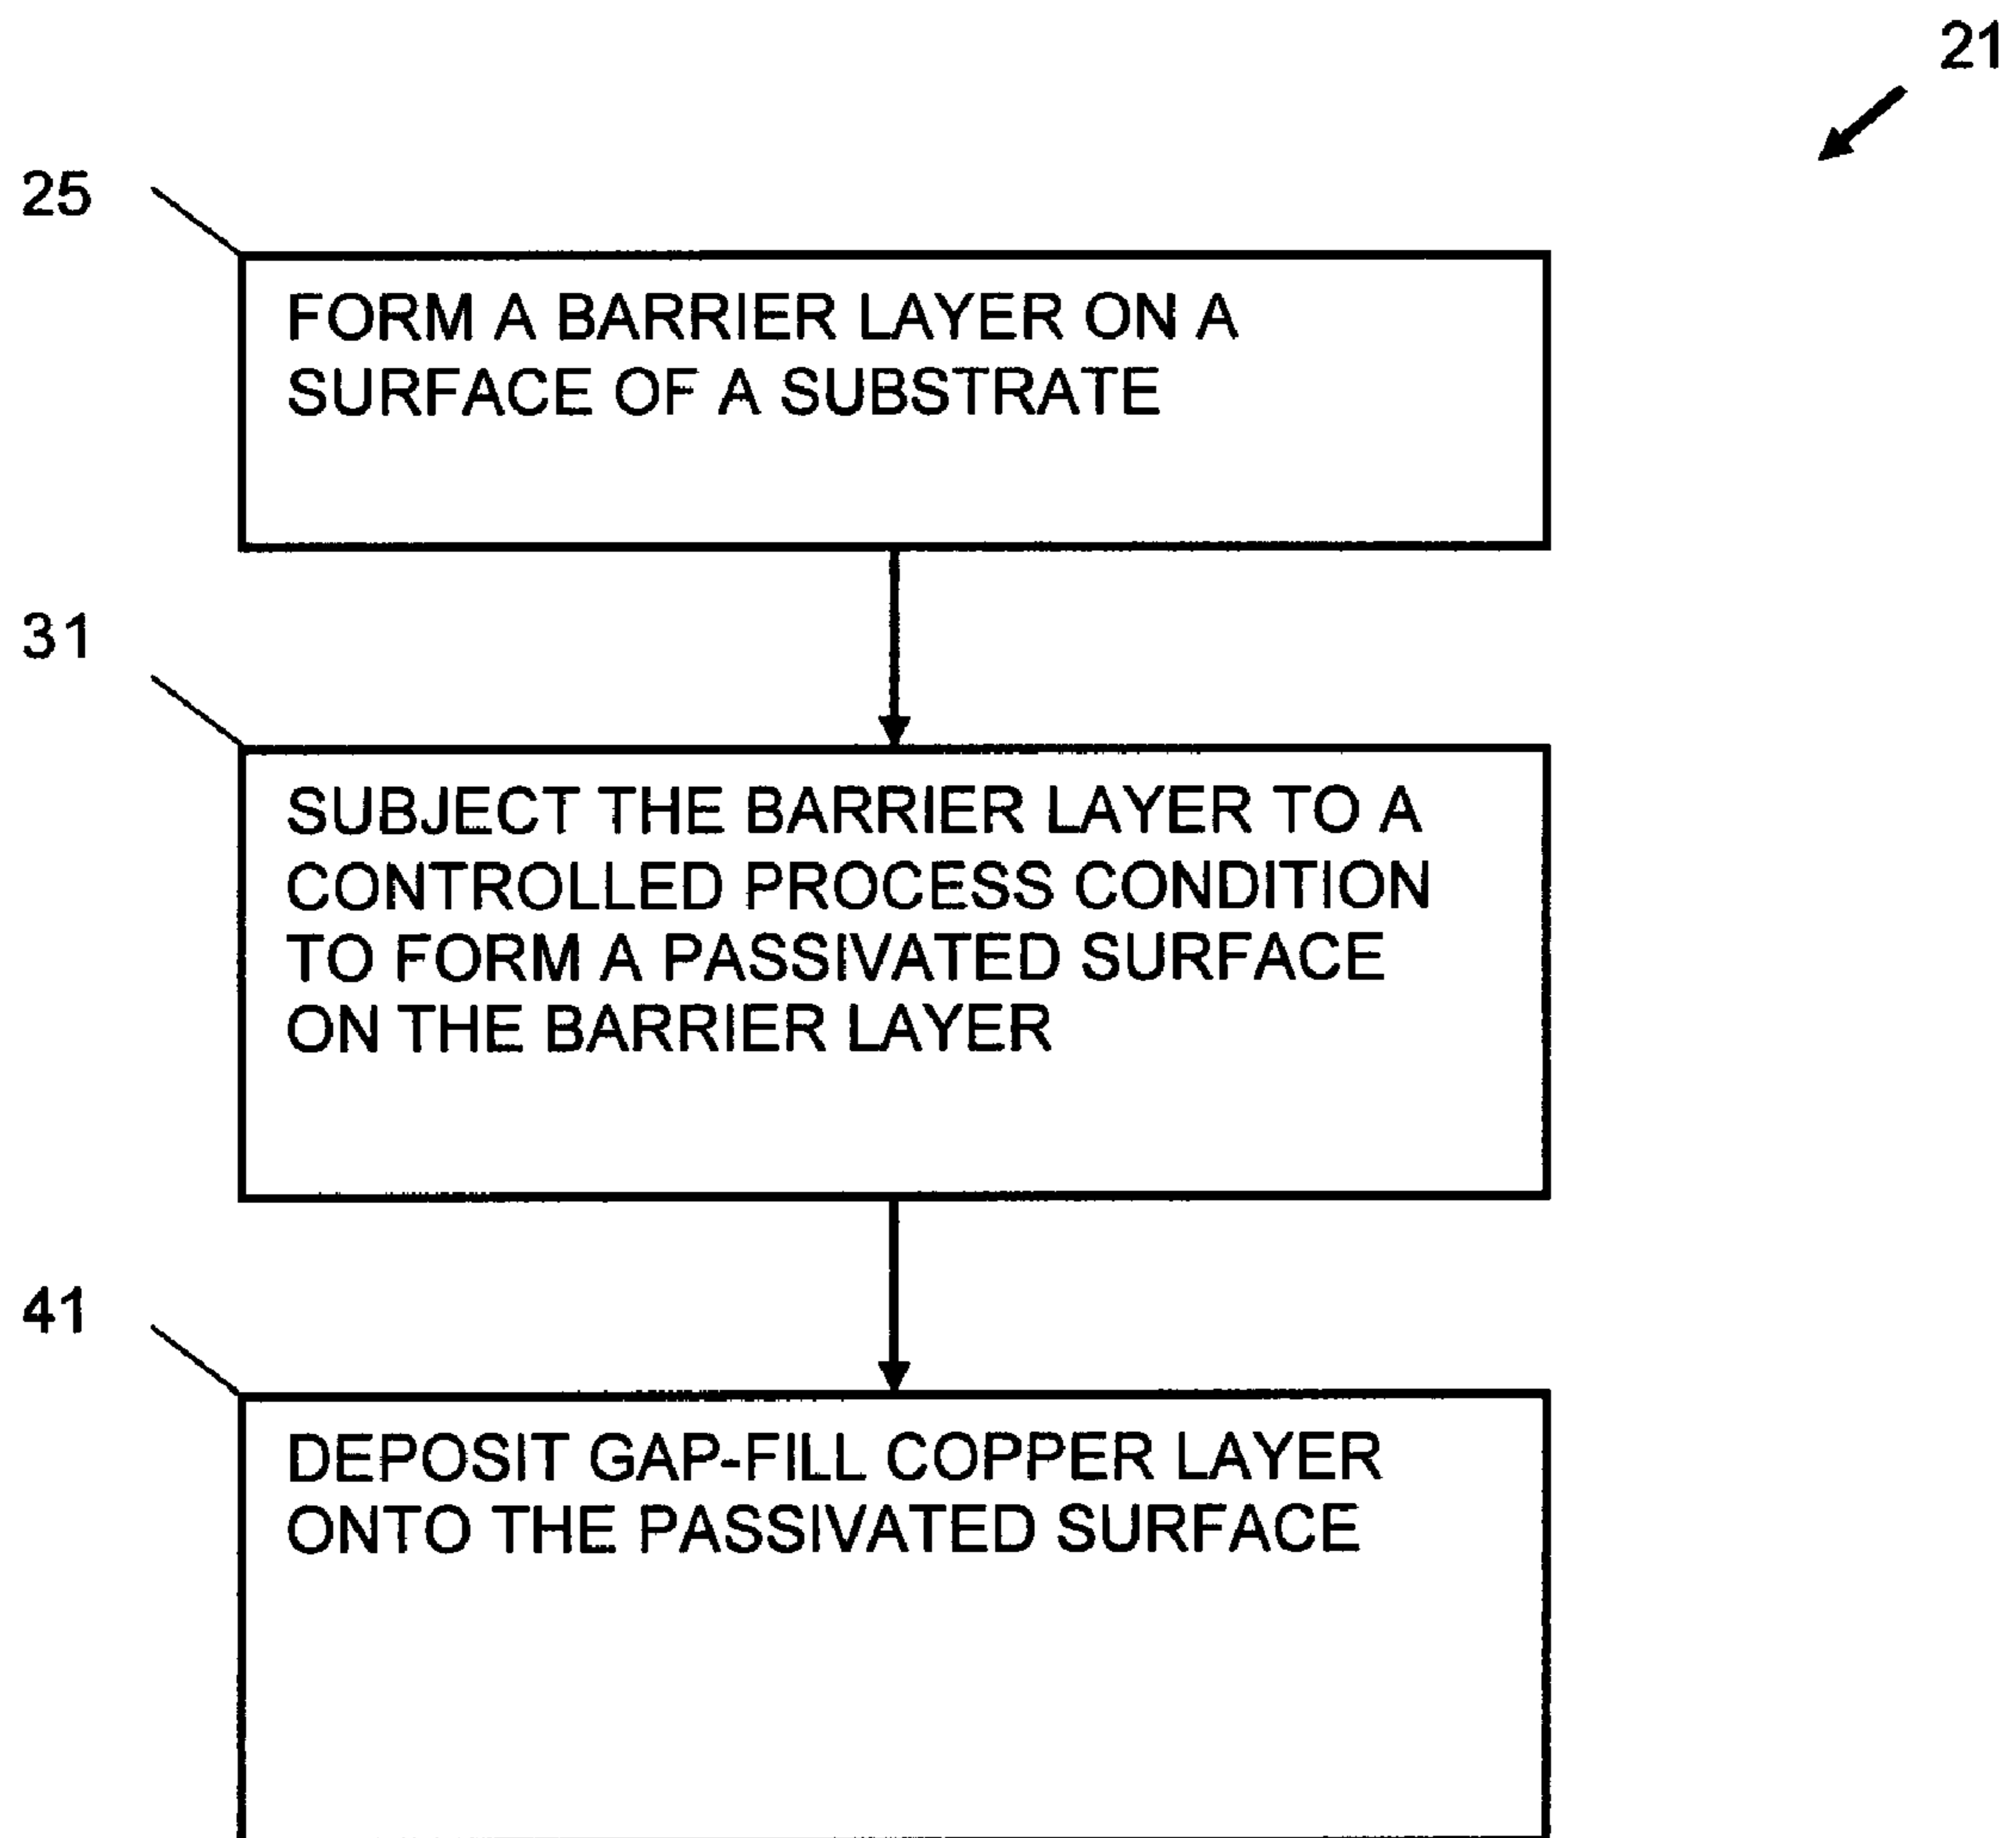 21
25
FORM A BARRIER LAYER ON A
SURFACE OF A SUBSTRATE
31
SUBJECT THE BARRIER LAYER TO A
CONTROLLED PROCESS CONDITION
TO FORM A PASSIVATED SURFACE
ON THE BARRIER LAYER
41
DEPOSIT GAP-FILL COPPER LAYER
ONTO THE PASSIVATED SURFACE